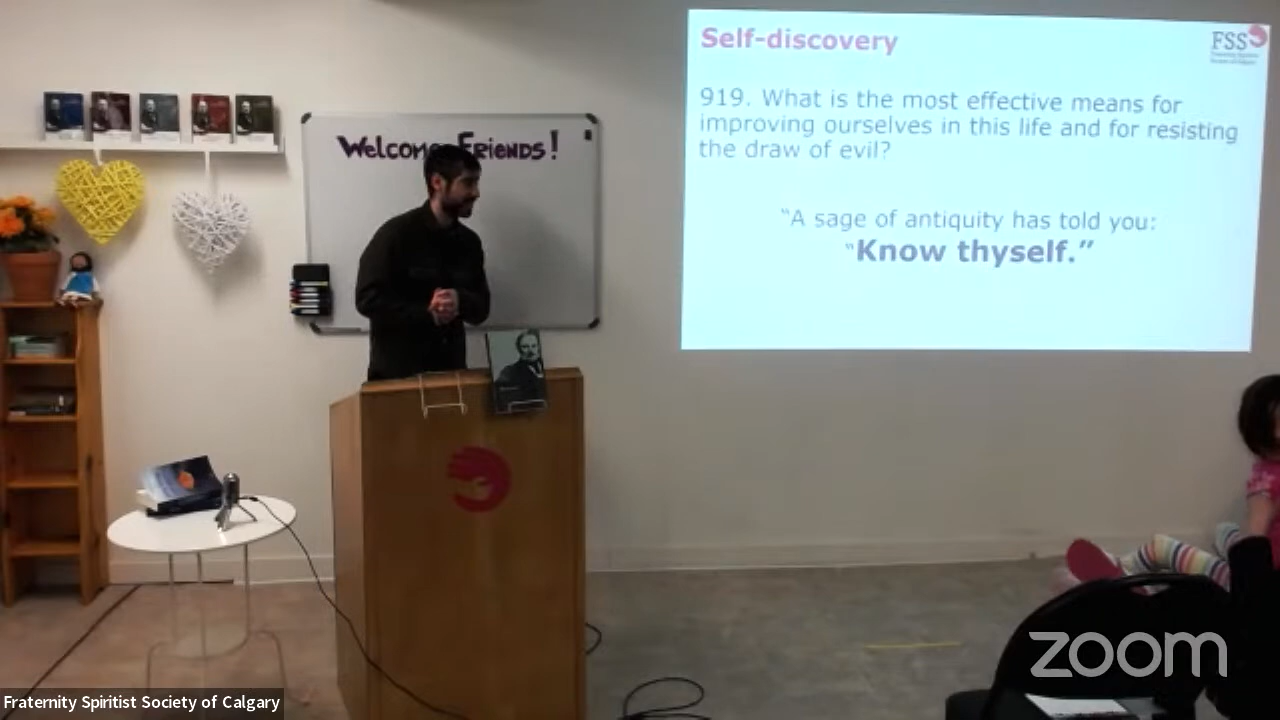 Self-discovery
FSS
919. What is the most effective means for
improving ourselves in this life and for resisting
the draw of evil?
"A sage of antiquity has told you:
"Know thyself."
Welcome Friends!
zoom
Fraternity Spiritist Society of Calgary